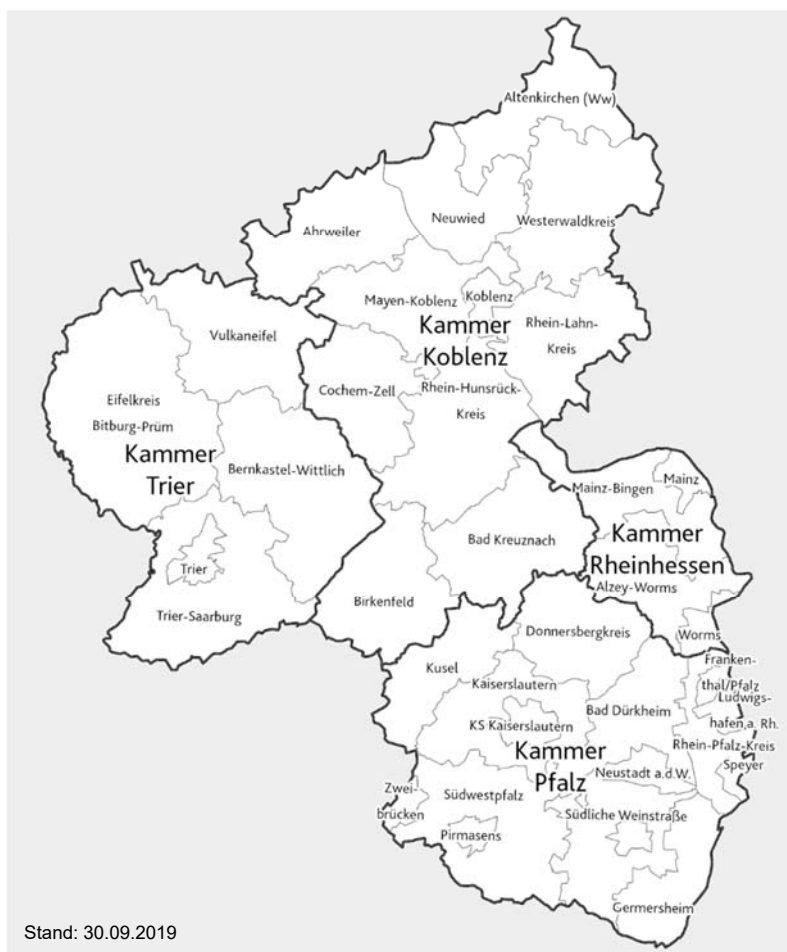 Altenkirchen (Ww)
Neuwied
Westerwaldkreis
Ahrweiler
Mayen-Koblenz
Koblenz
Rhein-Lahn-
Kreis
Kammer
Koblenz
Vulkaneifel
Cochem-Zell
Rhein-Hunsrück-
Kreis
Eifelkreis
Bitburg-Prüm
Kammer
Trier
Bernkastel-Wittlich
Mainz-Bingen
Mainz
Kammer
Rheinhessen
Bad Kreuznach
Trier
Alzey-Worms
Birkenfeld
Trier-Saarburg
Donnersbergkreis
Worms
Kusel
Franken-
thal/Pfalz
Kaiserslautern
Ludwigs-
hafen a. Rh.
Bad Dürkheim
KS Kaiserslautern
Kammer
Pfalz
Rhein-Pfalz-Kreis
Speyer
Neustadt a.d.W.
Zwei-
brücken
Südwestpfalz
Südliche Weinstraße
Pirmasens
Germersheim
Stand: 30.09.2019